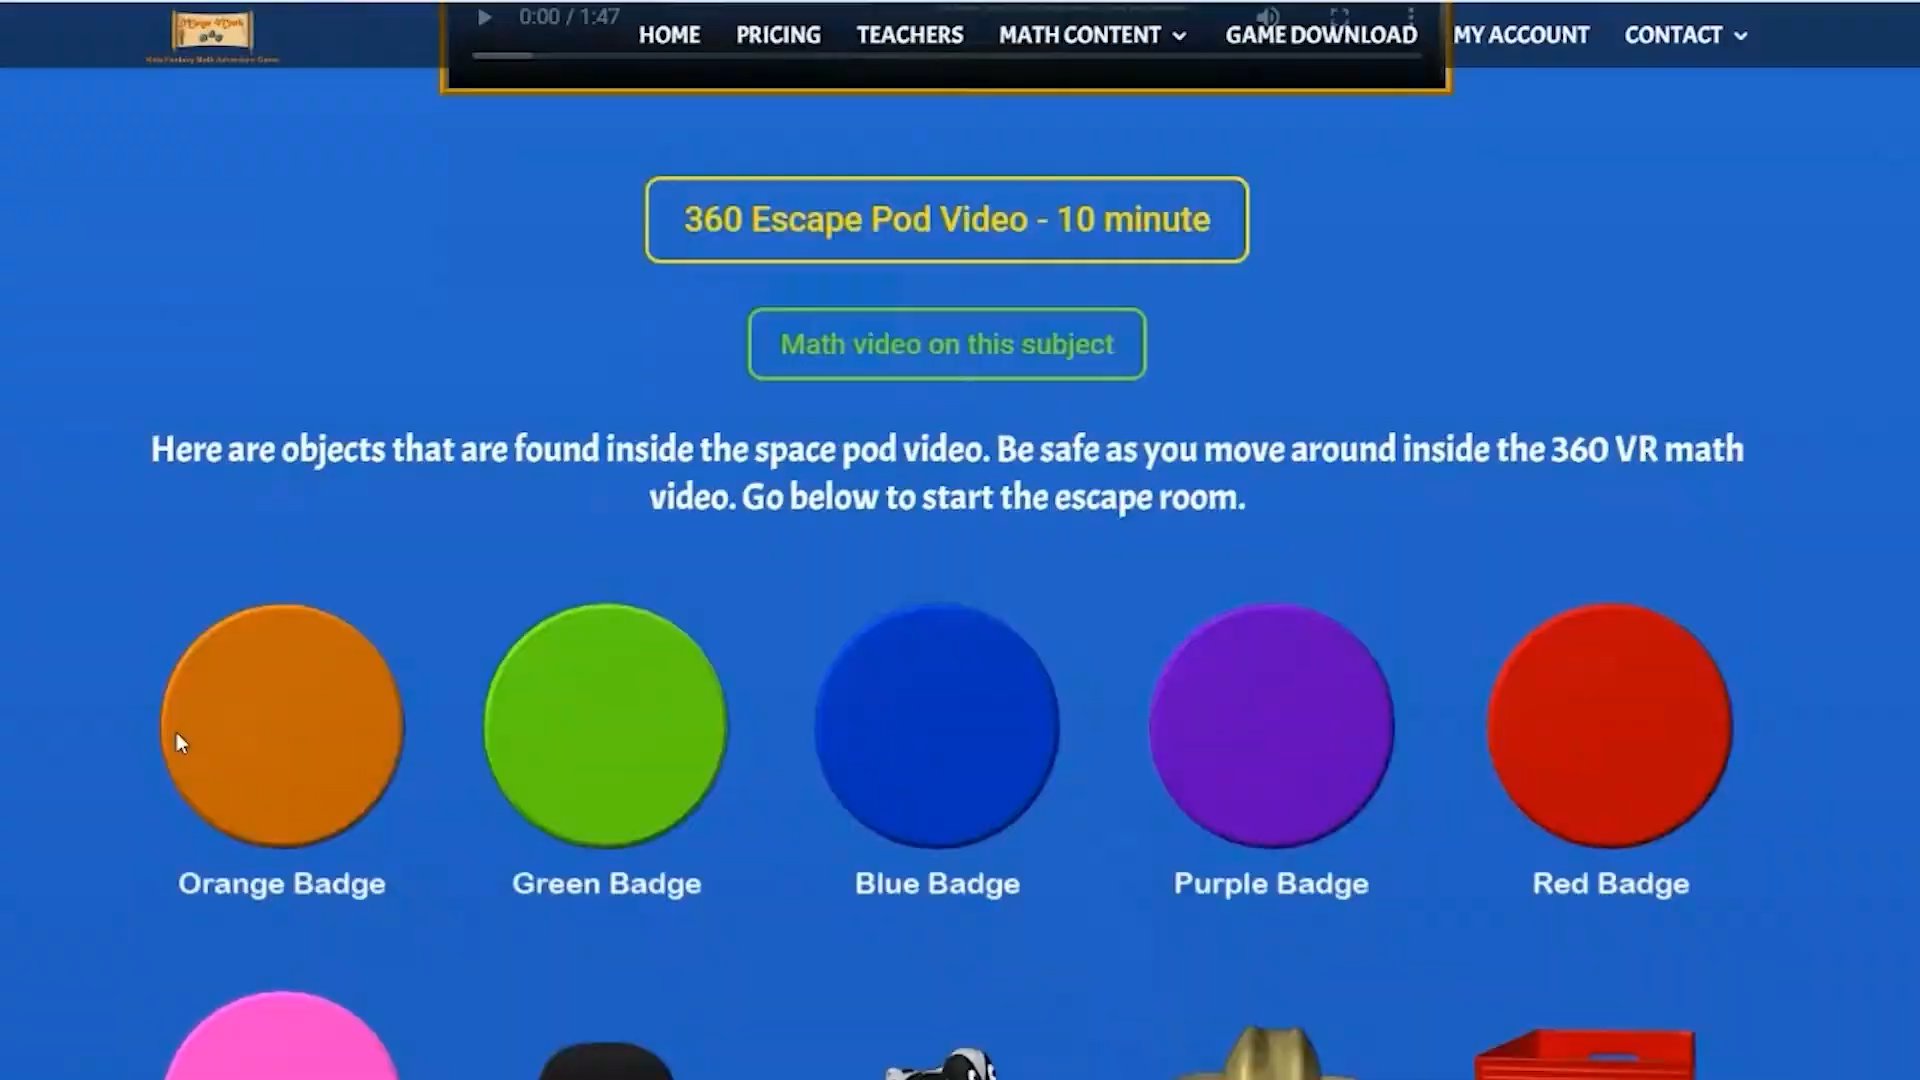 0:00 / 1:47
HOME PRICING TEACHERS MATH CONTENT GAME DOWNLOAD MY ACCOUNT CONTACT
360 Escape Pod Video - 10 minute
Math video on this subject
Here are objects that are found inside the space pod video. Be safe as you move around inside the 360 VR math
video. Go below to start the escape room.
Orange Badge Green Badge Blue Badge Purple Badge Red Badge